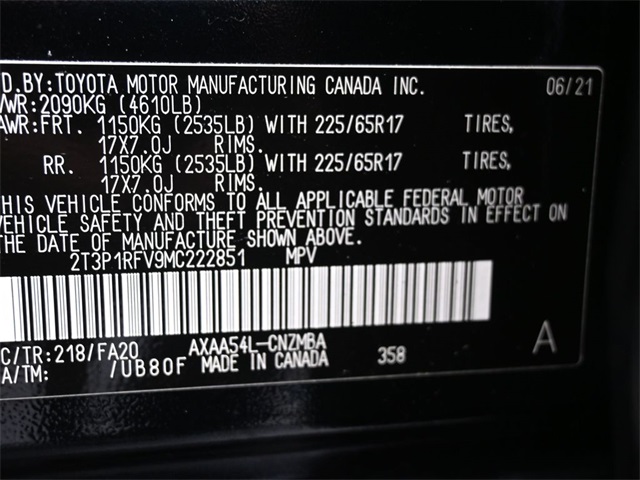 D.BY:TOYOTA MOTOR MANUFACTURING CANADA INC. 06/21
/WR:2090KG (4610LB)
AWR:FRT. 1150KG (2535LB) WITH 225/65R17 TIRES,
17X7.0J RIMS.
RR. 1150KG (2535LB) WITH 225/65R17 TIRES,
17X7.0J RIMS.
THIS VEHICLE CONFORMS TO ALL APPLICABLE FEDERAL MOTOR
VEHICLE SAFETY AND THEFT PREVENTION STANDARDS IN EFFECT ON
THE DATE OF MANUFACTURE SHOWN ABOVE.
2T3P1RFV9MC222851 MPV
C/TR:218/FA20 AXAA54L-CNZMBA A
A/TM: /UB80F MADE IN CANADA 358